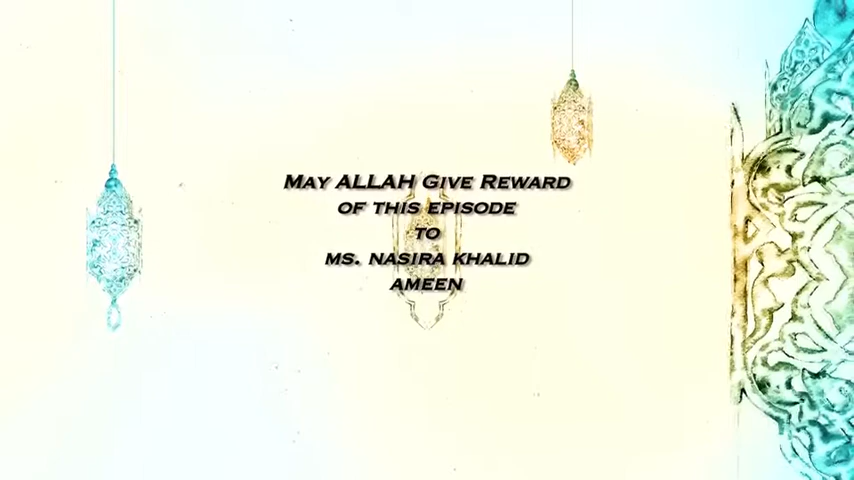 May ALLAH Give Reward
of this episode
to
ms. nasira khalid
ameen